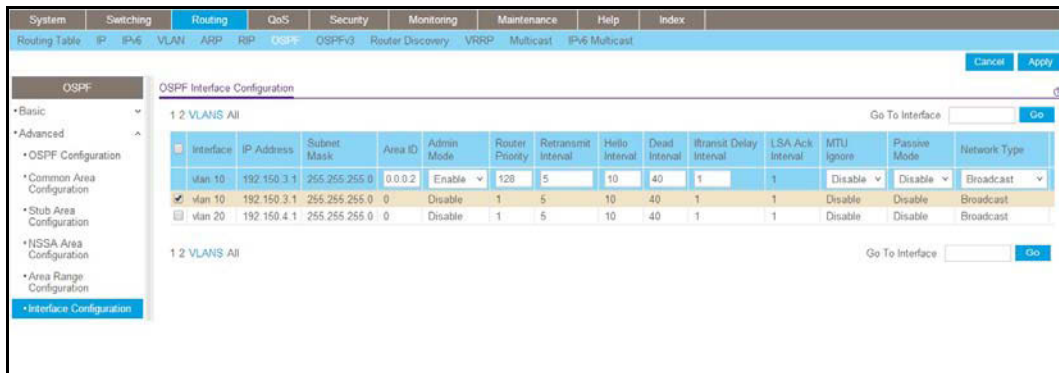 System Switching Routing QoS Security Monitoring Maintenance Help Index
Routing Table IP IPv6 VLAN ARP RIP OSPF OSPFv3 Router Discovery VRRP Multicast IPv6 Multicast
Cancel Apply
OSPF
•Basic
•Advanced
•OSPF Configuration
•Common Area
Configuration
•Stub Area
Configuration
•NSSA Area
Configuration
•Area Range
Configuration
•Interface Configuration
OSPF Interface Configuration
1 2 VLANS All Go To Interface Go
Interface IP Address Subnet Mask Area ID Admin Mode Router Priority Retransmit Interval Hello Interval Dead Interval Iftransit Delay Interval LSA Ack Interval MTU Ignore Passive Mode Network Type
vlan 10 192.150.3.1 255.255.255.0 0.0.0.2 Enable 128 5 10 40 1 1 Disable Disable Broadcast
vlan 10 192.150.3.1 255.255.255.0 0 Disable 1 5 10 40 1 1 Disable Disable Broadcast
vlan 20 192.150.4.1 255.255.255.0 0 Disable 1 5 10 40 1 1 Disable Disable Broadcast
1 2 VLANS All Go To Interface Go